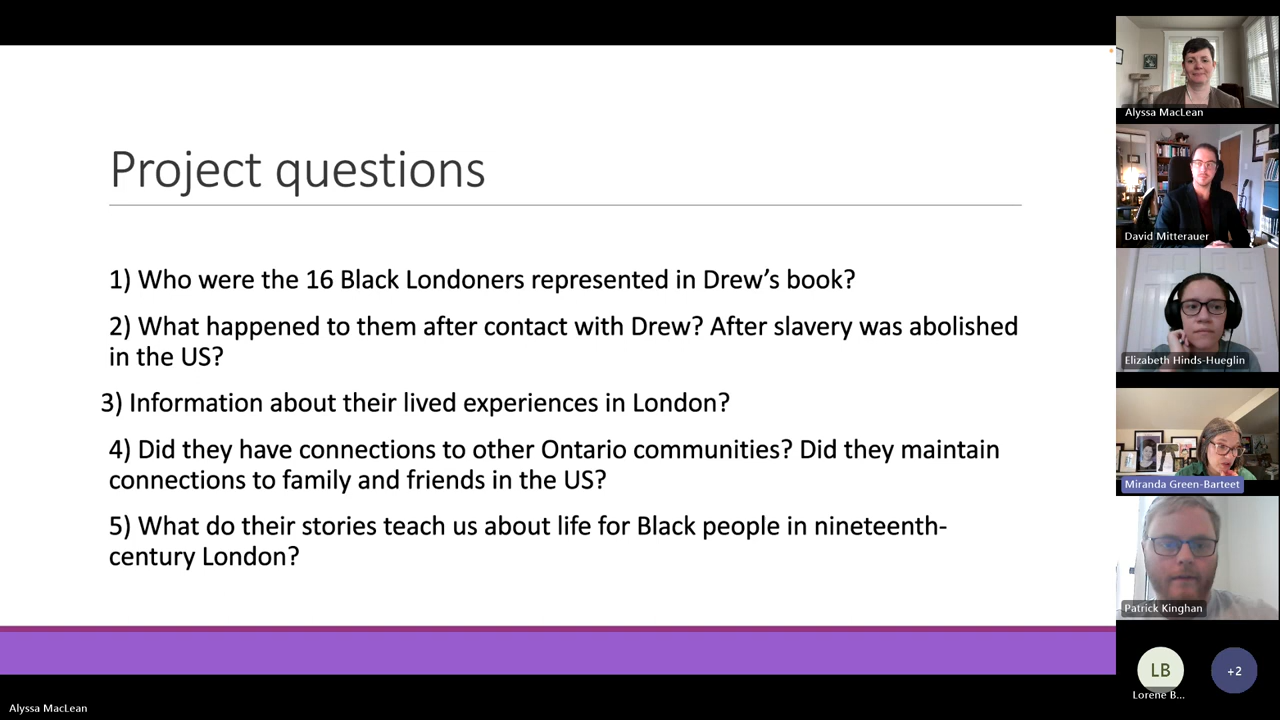 Project questions
1) Who were the 16 Black Londoners represented in Drew’s book?
2) What happened to them after contact with Drew? After slavery was abolished
in the US?
3) Information about their lived experiences in London?
4) Did they have connections to other Ontario communities? Did they maintain
connections to family and friends in the US?
5) What do their stories teach us about life for Black people in nineteenth-
century London?
Alyssa MacLean
David Mitterauer
Elizabeth Hinds-Hueglin
Miranda Green-Barteet
Patrick Kinghan
LB
+2
Lorene B...
Alyssa MacLean